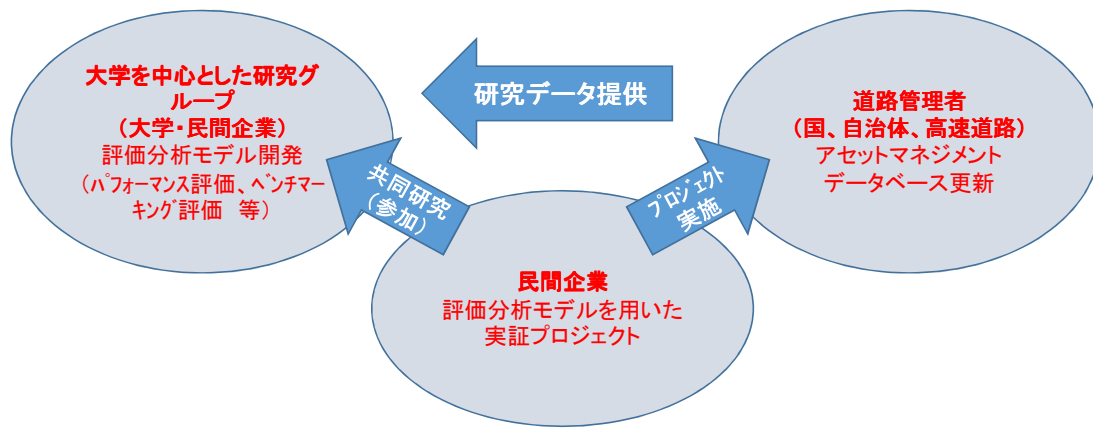 大学を中心とした研究グ
ループ
(大学・民間企業)
評価分析モデル開発
(ﾊﾟﾌｫｰﾏﾝｽ評価、ﾍﾞﾝﾁﾏｰ
ｷﾝｸﾞ評価　等)
研究データ提供
道路管理者
(国、自治体、高速道路)
アセットマネジメント
データベース更新
共同研究
(参加)
ﾌﾟﾛｼﾞｪｸﾄ
実施
民間企業
評価分析モデルを用いた
実証プロジェクト